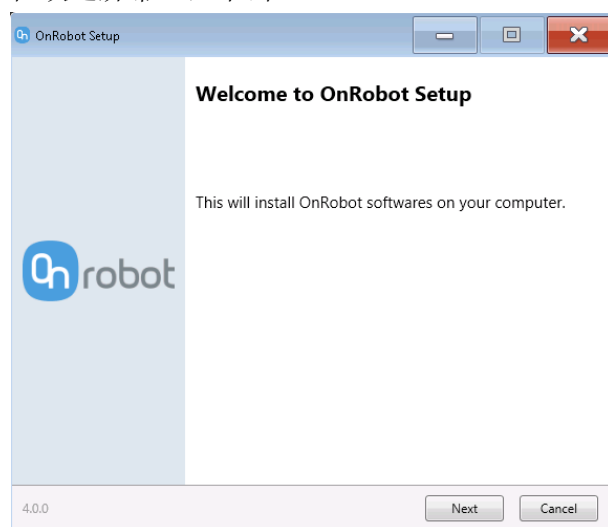 OnRobot Setup
Welcome to OnRobot Setup
This will install OnRobot softwares on your computer.
On robot
4.0.0
Next
Cancel